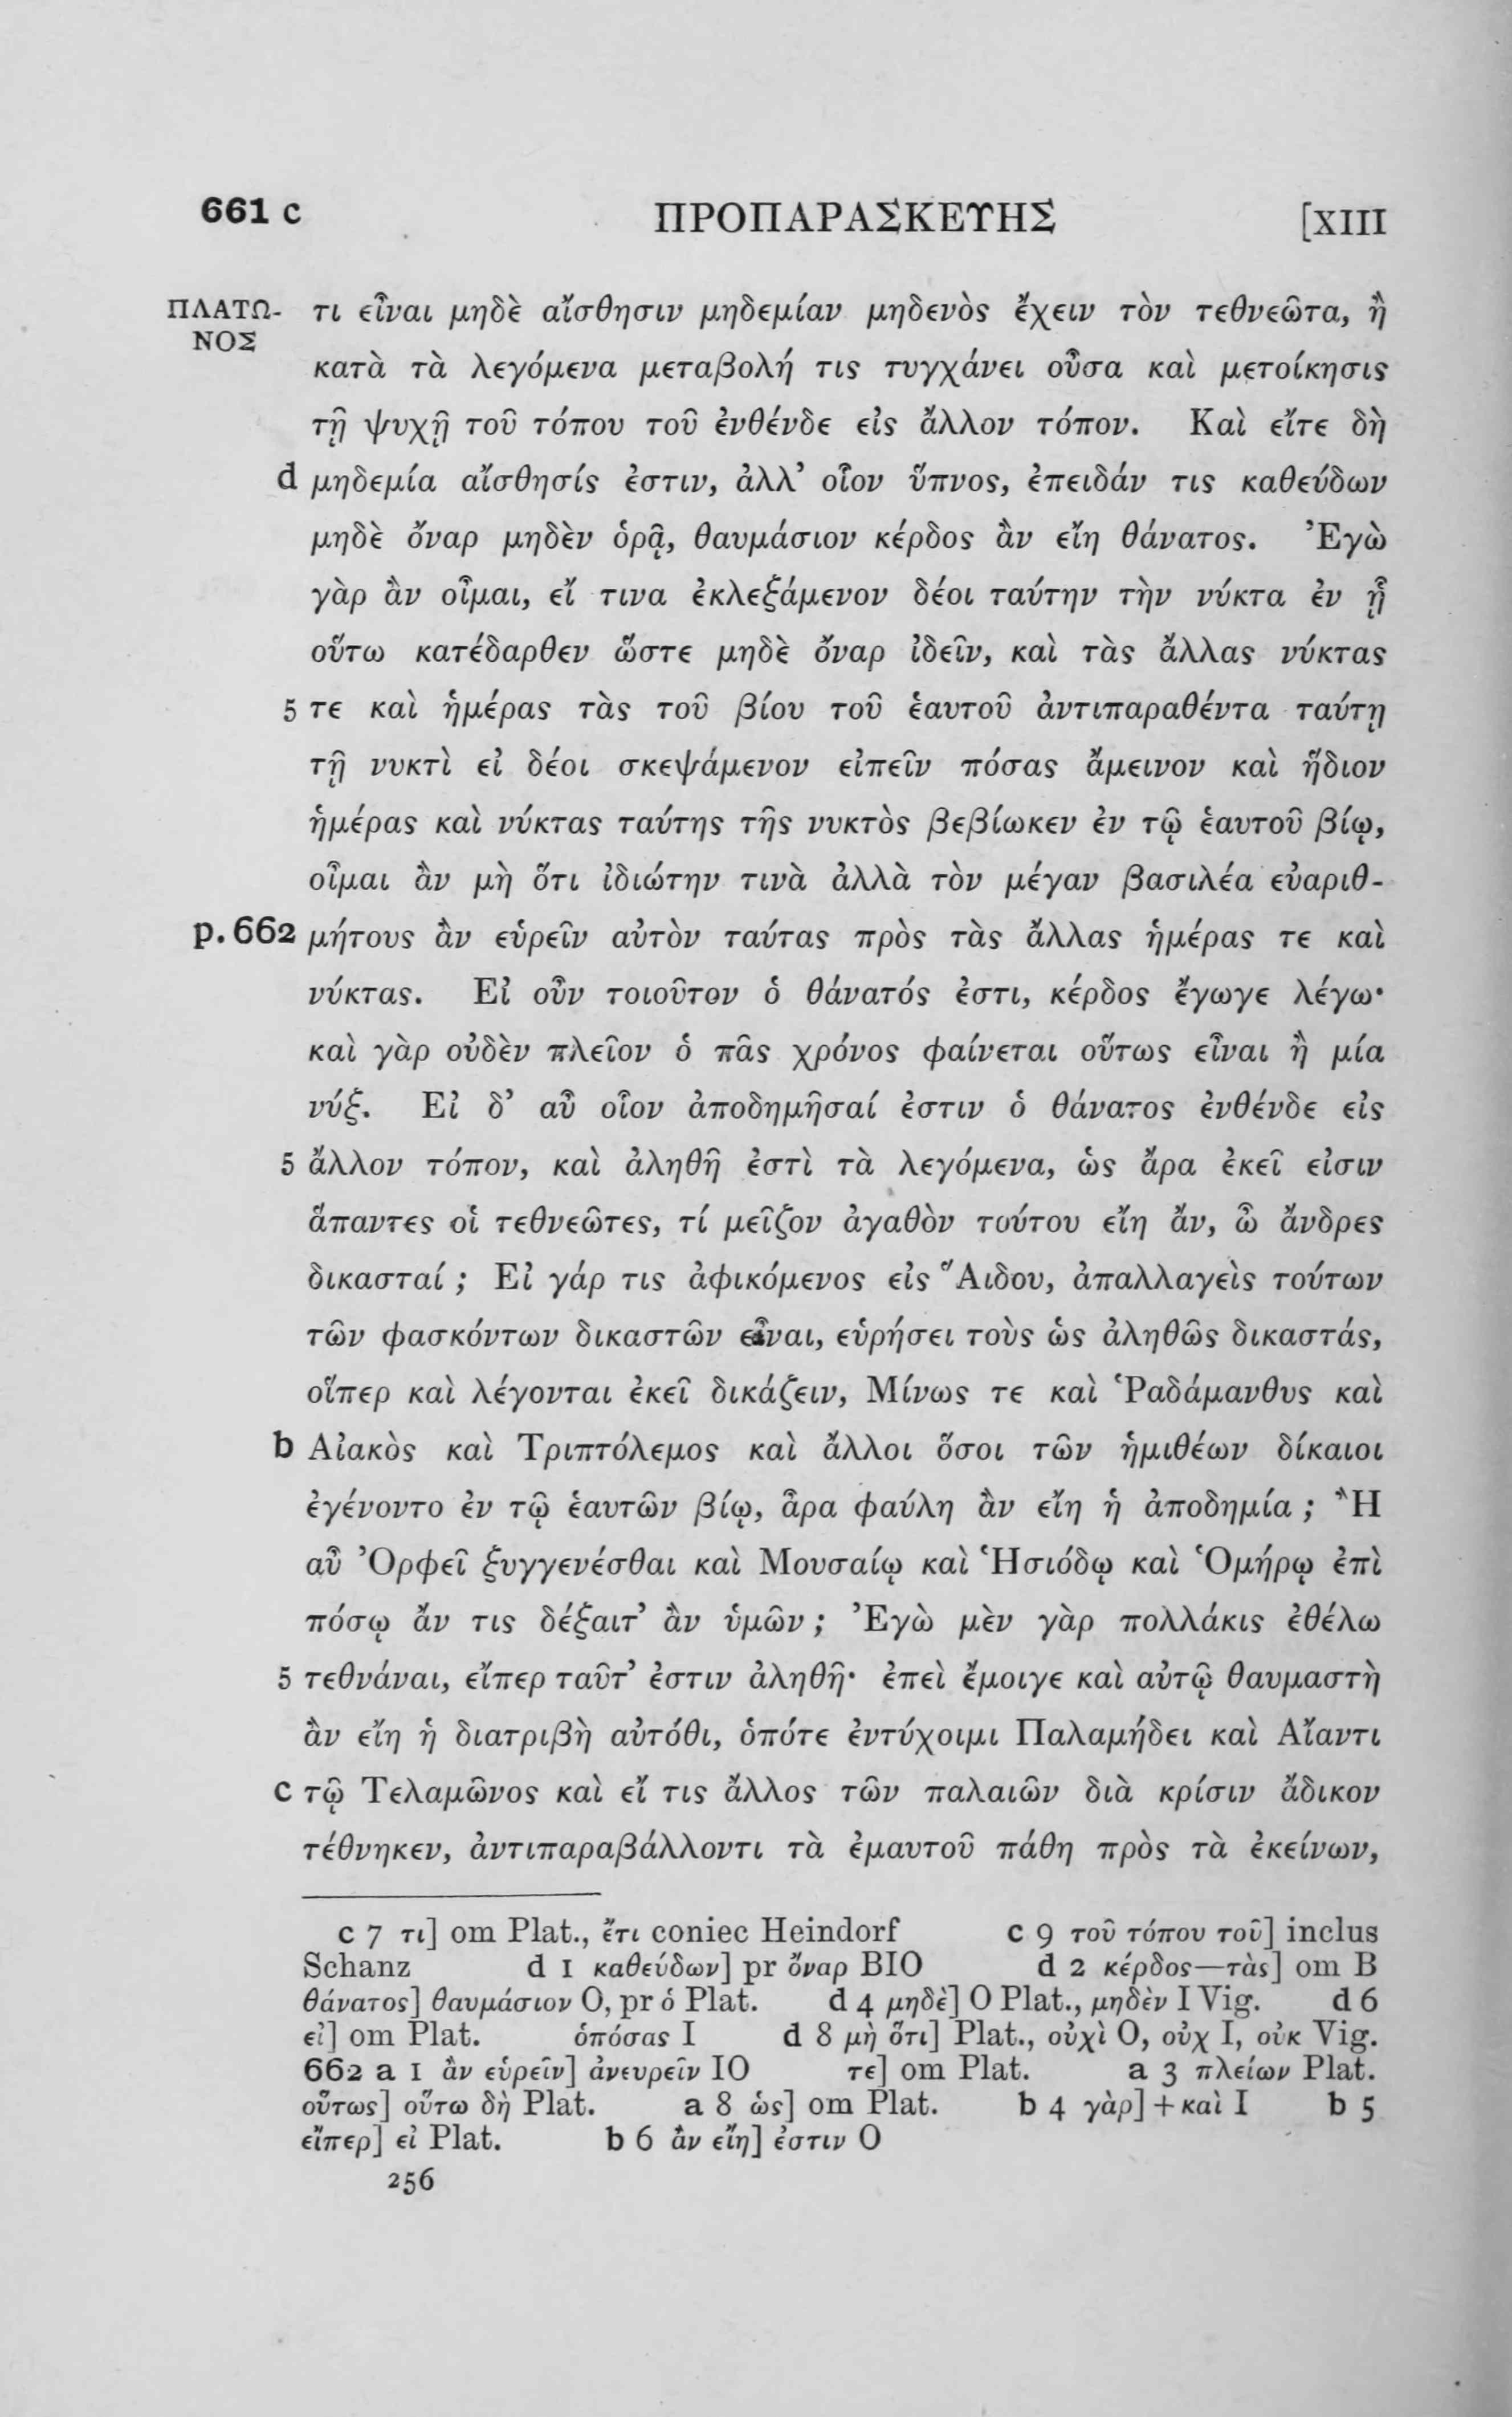 661 c ΠΡΟΠΑΡΑΣΚΕΥΗΣ [XIII
ΠΛΑΤΩ- τι εἶναι μηδὲ αἴσθησιν μηδεμίαν μηδενὸς ἔχειν τὸν τεθνεῶτα, ἢ
ΝΟΣ
κατὰ τὰ λεγόμενα μεταβολή τις τυγχάνει οὖσα καὶ μετοίκησις
τῇ ψυχῇ τοῦ τόπου τοῦ ἐνθένδε εἰς ἄλλον τόπον. Καὶ εἴτε δὴ
d μηδεμία αἴσθησίς ἐστιν, ἀλλ’ οἷον ὕπνος, ἐπειδάν τις καθεύδων
μηδὲ ὄναρ μηδὲν ὁρᾷ, θαυμάσιον κέρδος ἂν εἴη θάνατος. Ἐγὼ
γὰρ ἂν οἶμαι, εἴ τινα ἐκλεξάμενον δέοι ταύτην τὴν νύκτα ἐν ᾗ
οὕτω κατέδαρθεν ὥστε μηδὲ ὄναρ ἰδεῖν, καὶ τὰς ἄλλας νύκτας
5 τε καὶ ἡμέρας τὰς τοῦ βίου τοῦ ἑαυτοῦ ἀντιπαραθέντα ταύτῃ
τῇ νυκτὶ εἰ δέοι σκεψάμενον εἰπεῖν πόσας ἄμεινον καὶ ἥδιον
ἡμέρας καὶ νύκτας ταύτης τῆς νυκτὸς βεβίωκεν ἐν τῷ ἑαυτοῦ βίῳ,
οἶμαι ἂν μὴ ὅτι ἰδιώτην τινὰ ἀλλὰ τὸν μέγαν βασιλέα εὐαριθ-
p. 662 μήτους ἂν εὑρεῖν αὐτὸν ταύτας πρὸς τὰς ἄλλας ἡμέρας τε καὶ
νύκτας. Εἰ οὖν τοιοῦτον ὁ θάνατός ἐστι, κέρδος ἔγωγε λέγω·
καὶ γὰρ οὐδὲν πλεῖον ὁ πᾶς χρόνος φαίνεται οὕτως εἶναι ἢ μία
νύξ. Εἰ δ’ αὖ οἷον ἀποδημῆσαί ἐστιν ὁ θάνατος ἐνθένδε εἰς
5 ἄλλον τόπον, καὶ ἀληθῆ ἐστὶ τὰ λεγόμενα, ὡς ἄρα ἐκεῖ εἰσιν
ἅπαντες οἱ τεθνεῶτες, τί μεῖζον ἀγαθὸν τούτου εἴη ἄν, ὦ ἄνδρες
δικασταί ; Εἰ γάρ τις ἀφικόμενος εἰς Ἅιδου, ἀπαλλαγεὶς τούτων
τῶν φασκόντων δικαστῶν εἶναι, εὑρήσει τοὺς ὡς ἀληθῶς δικαστάς,
οἵπερ καὶ λέγονται ἐκεῖ δικάζειν, Μίνως τε καὶ Ῥαδάμανθυς καὶ
b Αἰακὸς καὶ Τριπτόλεμος καὶ ἄλλοι ὅσοι τῶν ἡμιθέων δίκαιοι
ἐγένοντο ἐν τῷ ἑαυτῶν βίῳ, ἆρα φαύλη ἂν εἴη ἡ ἀποδημία ; Ἢ
αὖ Ὀρφεῖ ξυγγενέσθαι καὶ Μουσαίῳ καὶ Ἡσιόδῳ καὶ Ὁμήρῳ ἐπὶ
πόσῳ ἄν τις δέξαιτ’ ἂν ὑμῶν ; Ἐγὼ μὲν γὰρ πολλάκις ἐθέλω
5 τεθνάναι, εἴπερ ταῦτ’ ἐστιν ἀληθῆ· ἐπεὶ ἔμοιγε καὶ αὐτῷ θαυμαστὴ
ἂν εἴη ἡ διατριβὴ αὐτόθι, ὁπότε ἐντύχοιμι Παλαμήδει καὶ Αἴαντι
c τῷ Τελαμῶνος καὶ εἴ τις ἄλλος τῶν παλαιῶν διὰ κρίσιν ἄδικον
τέθνηκεν, ἀντιπαραβάλλοντι τὰ ἐμαυτοῦ πάθη πρὸς τὰ ἐκείνων,
c 7 τι] om Plat., ἔτι coniec Heindorf c 9 τοῦ τόπου τοῦ] inclus
Schanz d 1 καθεύδων] pr ὄναρ BIO d 2 κέρδος—τὰς] om B
θάνατος] θαυμάσιον O, pr ὁ Plat. d 4 μηδὲ] O Plat., μηδὲν I Vig. d 6
εἰ] om Plat. ὁπόσας I d 8 μὴ ὅτι] Plat., οὐχὶ O, οὐχ I, οὐκ Vig.
662 a 1 ἂν εὑρεῖν] ἀνευρεῖν IO τε] om Plat. a 3 πλείων Plat.
οὕτως] οὕτω δὴ Plat. a 8 ὡς] om Plat. b 4 γὰρ] + καὶ I b 5
εἴπερ] εἰ Plat. b 6 ἂν εἴη] ἐστιν O
256